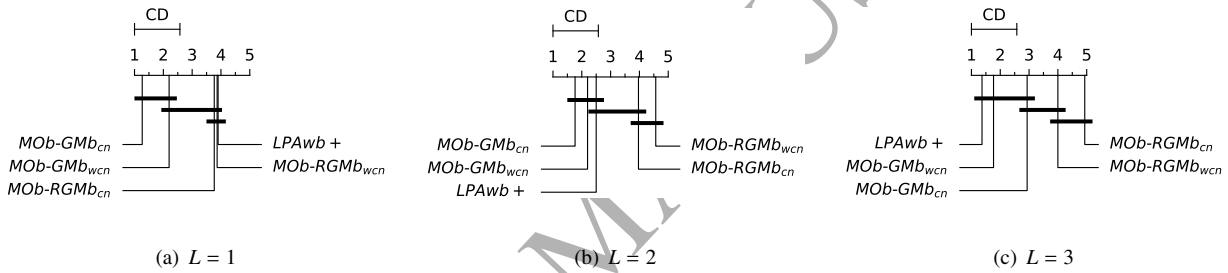 CD
1 2 3 4 5
MOb-GMb_cn
MOb-GMb_wcn
MOb-RGMb_cn
LPAwb +
MOb-RGMb_wcn
(a) L = 1
CD
1 2 3 4 5
MOb-GMb_cn
MOb-GMb_wcn
LPAwb +
MOb-RGMb_wcn
MOb-RGMb_cn
(b) L = 2
CD
1 2 3 4 5
LPAwb +
MOb-GMb_wcn
MOb-GMb_cn
MOb-RGMb_cn
MOb-RGMb_wcn
(c) L = 3